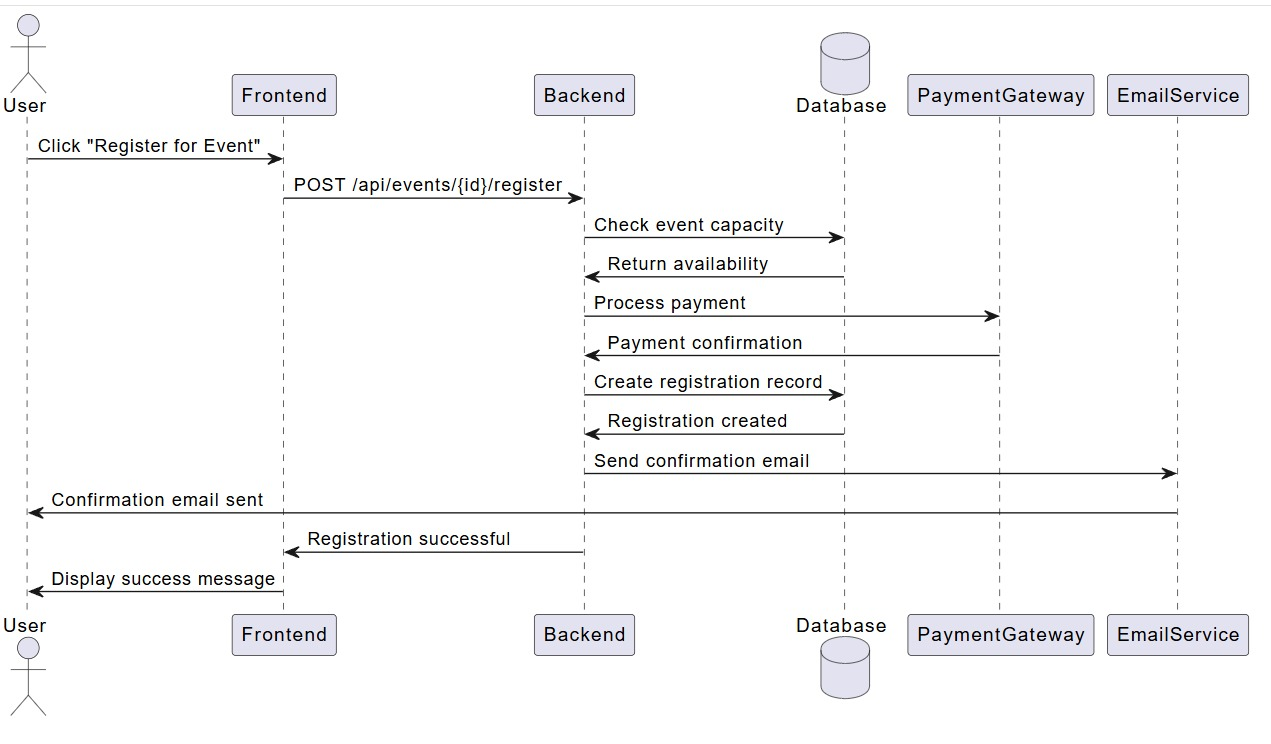 User
Frontend
Backend
Database
PaymentGateway
EmailService
Click "Register for Event"
POST /api/events/{id}/register
Check event capacity
Return availability
Process payment
Payment confirmation
Create registration record
Registration created
Send confirmation email
Confirmation email sent
Registration successful
Display success message
User
Frontend
Backend
Database
PaymentGateway
EmailService